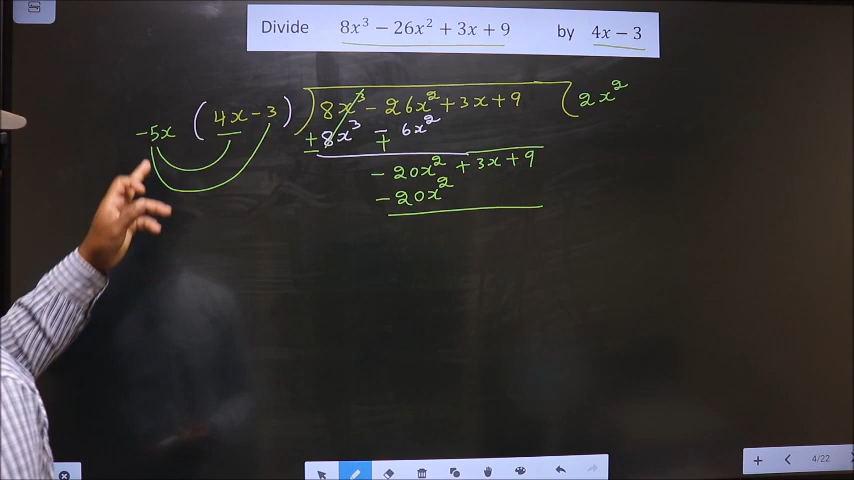 Divide 8x³ − 26x² + 3x + 9 by 4x − 3
-5x (4x-3) ) 8x³ - 26x² + 3x + 9 ( 2x²
+ 8x³ - 6x²
- +
- 20x² + 3x + 9
- 20x²
4/22